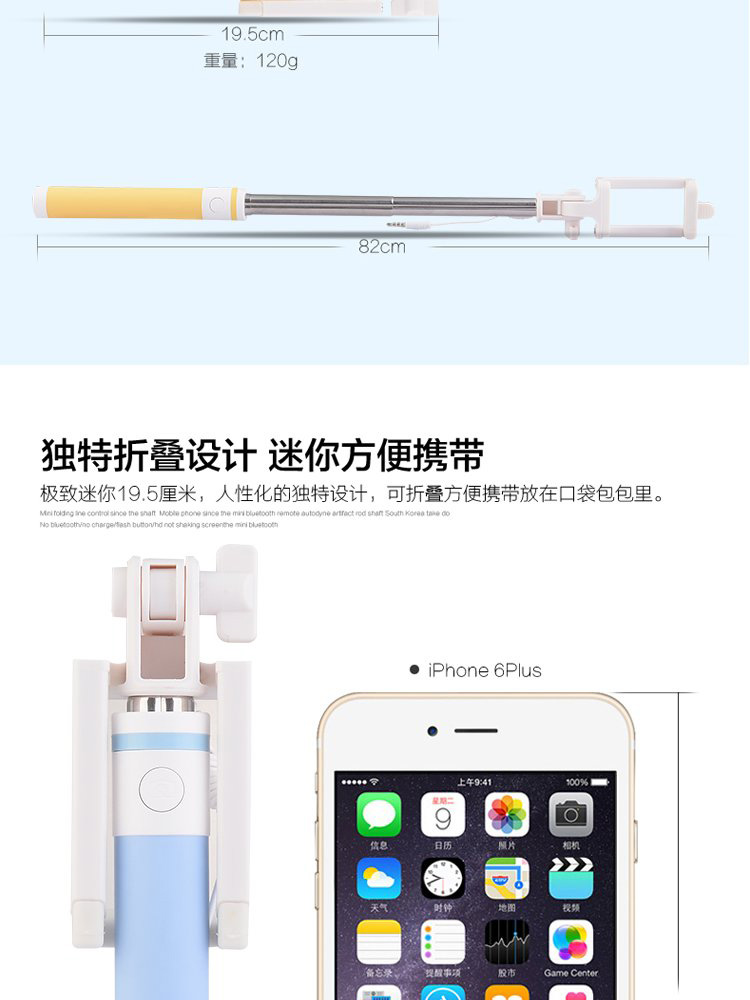 19.5cm
重量：120g
82cm
独特折叠设计 迷你方便携带
极致迷你19.5厘米，人性化的独特设计，可折叠方便携带放在口袋包包里。
Mini folding line control since the shaft  Mobile phone since the mini bluetooth remote autodyne artifact rod shaft South Korea take do
No bluetooth/no charge/flash button/nd not shaking screenthe mini bluetooth
iPhone 6Plus
上午9:41
100%
星期二
9
信息 日历 照片 相机
280
天气 时钟 地图 视频
备忘录 提醒事项 股市 Game Center